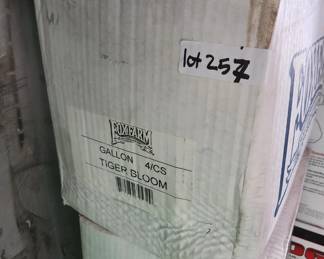 lot 257
FOXFARM
GALLON 4/CS
TIGER BLOOM